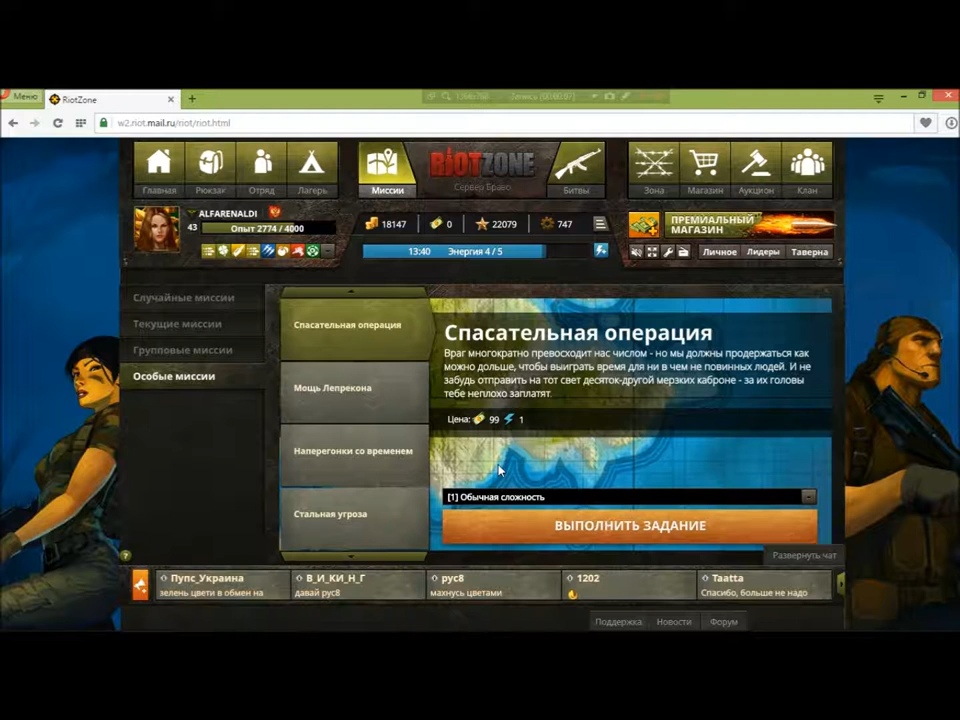 Меню
RiotZone
w2.riot.mail.ru/riot/riot.html
Главная
Рюкзак
Отряд
Лагерь
Миссии
RIOTZONE
Сервер Браво
Битвы
Зона
Магазин
Аукцион
Клан
ALFARENALDI
43
Опыт 2774 / 4000
18147
0
22079
747
13:40 Энергия 4 / 5
ПРЕМИАЛЬНЫЙ
МАГАЗИН
Личное
Лидеры
Таверна
Случайные миссии
Текущие миссии
Групповые миссии
Особые миссии
Спасательная операция
Мощь Лепрекона
Наперегонки со временем
Стальная угроза
Спасательная операция
Враг многократно превосходит нас числом - но мы должны продержаться как
можно дольше, чтобы выиграть время для ни в чем не повинных людей. И не
забудь отправить на тот свет десяток-другой мерзких каброне - за их головы
тебе неплохо заплатят.
Цена: 99 1
[1] Обычная сложность
ВЫПОЛНИТЬ ЗАДАНИЕ
Развернуть чат
Пупс_Украина
зелень цвети в обмен на
В_И_КИ_Н_Г
давай рус8
рус8
махнусь цветами
1202
Taatta
Спасибо, больше не надо
Поддержка
Новости
Форум